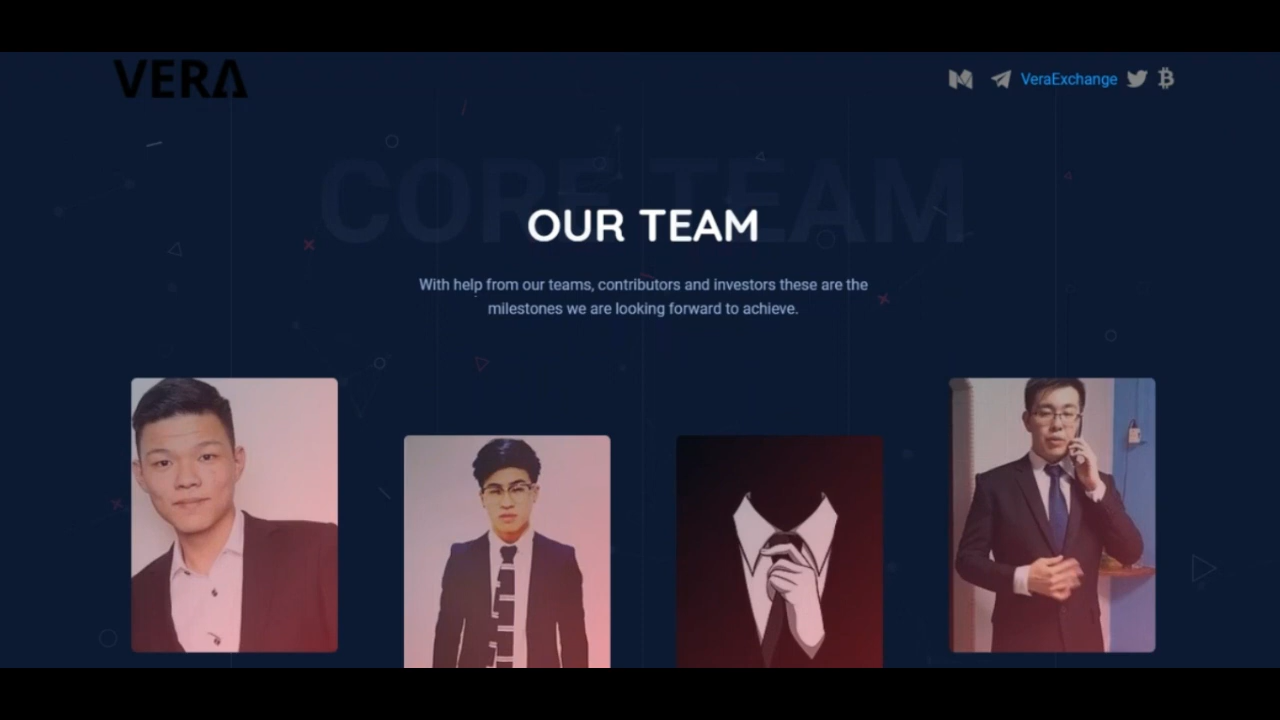 VERA
VeraExchange
CORE TEAM
OUR TEAM
With help from our teams, contributors and investors these are the
milestones we are looking forward to achieve.